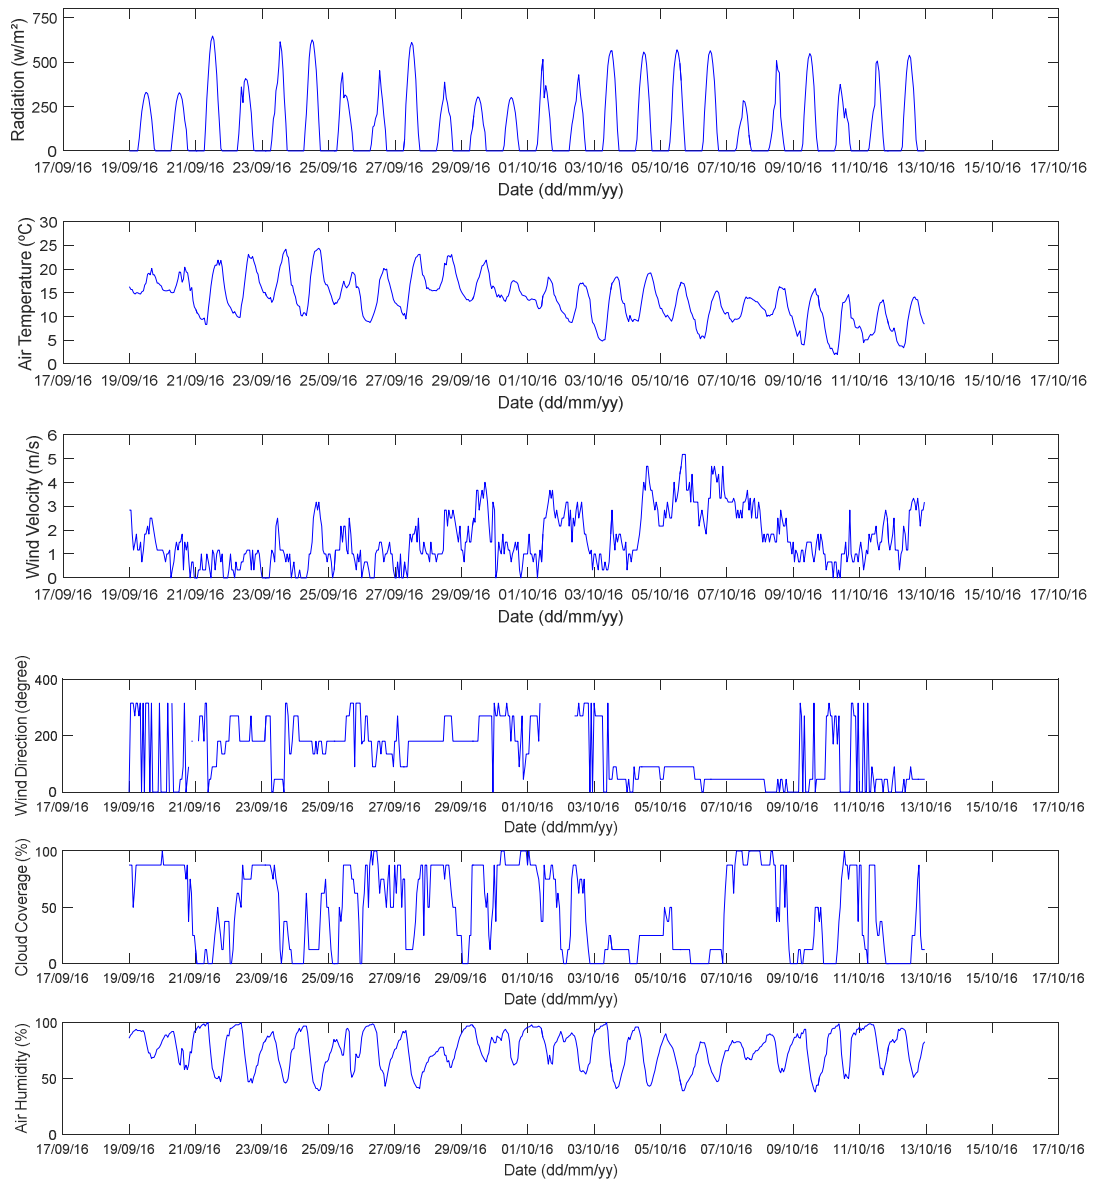 Radiation (w/m²)
750
500
250
0
17/09/16 19/09/16 21/09/16 23/09/16 25/09/16 27/09/16 29/09/16 01/10/16 03/10/16 05/10/16 07/10/16 09/10/16 11/10/16 13/10/16 15/10/16 17/10/16
Date (dd/mm/yy)
Air Temperature (ºC)
30
25
20
15
10
5
0
17/09/16 19/09/16 21/09/16 23/09/16 25/09/16 27/09/16 29/09/16 01/10/16 03/10/16 05/10/16 07/10/16 09/10/16 11/10/16 13/10/16 15/10/16 17/10/16
Date (dd/mm/yy)
Wind Velocity (m/s)
6
5
4
3
2
1
0
17/09/16 19/09/16 21/09/16 23/09/16 25/09/16 27/09/16 29/09/16 01/10/16 03/10/16 05/10/16 07/10/16 09/10/16 11/10/16 13/10/16 15/10/16 17/10/16
Date (dd/mm/yy)
Wind Direction (degree)
400
200
0
17/09/16 19/09/16 21/09/16 23/09/16 25/09/16 27/09/16 29/09/16 01/10/16 03/10/16 05/10/16 07/10/16 09/10/16 11/10/16 13/10/16 15/10/16 17/10/16
Date (dd/mm/yy)
Cloud Coverage (%)
100
50
0
17/09/16 19/09/16 21/09/16 23/09/16 25/09/16 27/09/16 29/09/16 01/10/16 03/10/16 05/10/16 07/10/16 09/10/16 11/10/16 13/10/16 15/10/16 17/10/16
Date (dd/mm/yy)
Air Humidity (%)
100
50
0
17/09/16 19/09/16 21/09/16 23/09/16 25/09/16 27/09/16 29/09/16 01/10/16 03/10/16 05/10/16 07/10/16 09/10/16 11/10/16 13/10/16 15/10/16 17/10/16
Date (dd/mm/yy)